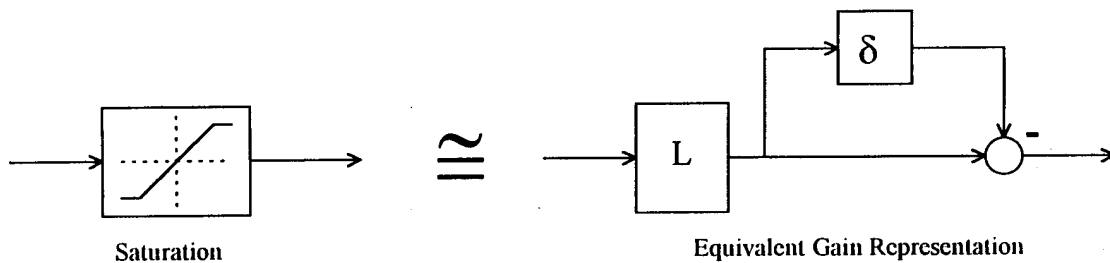 δ
L
-
≅
Saturation
Equivalent Gain Representation